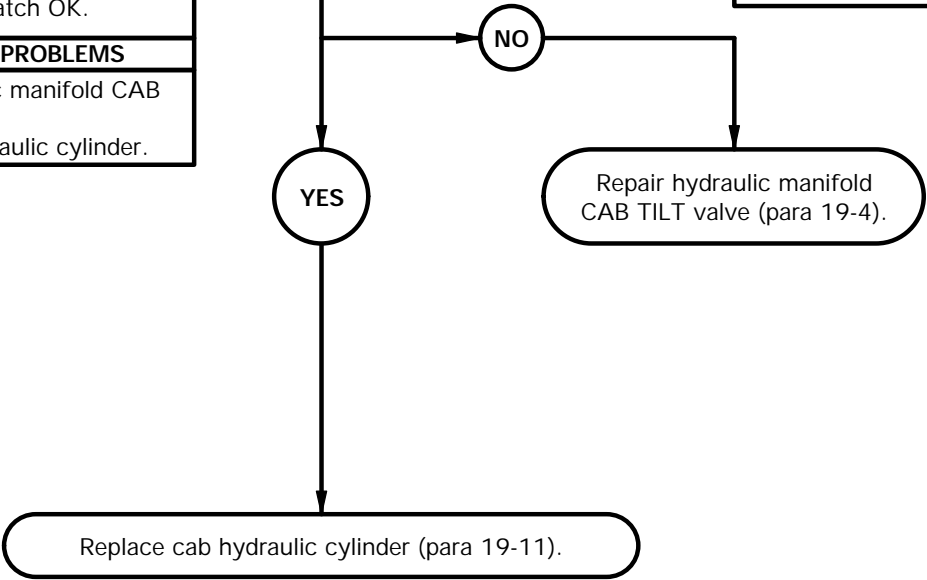 atch OK.
PROBLEMS
manifold CAB
aulic cylinder.
NO
YES
Repair hydraulic manifold
CAB TILT valve (para 19-4).
Replace cab hydraulic cylinder (para 19-11).